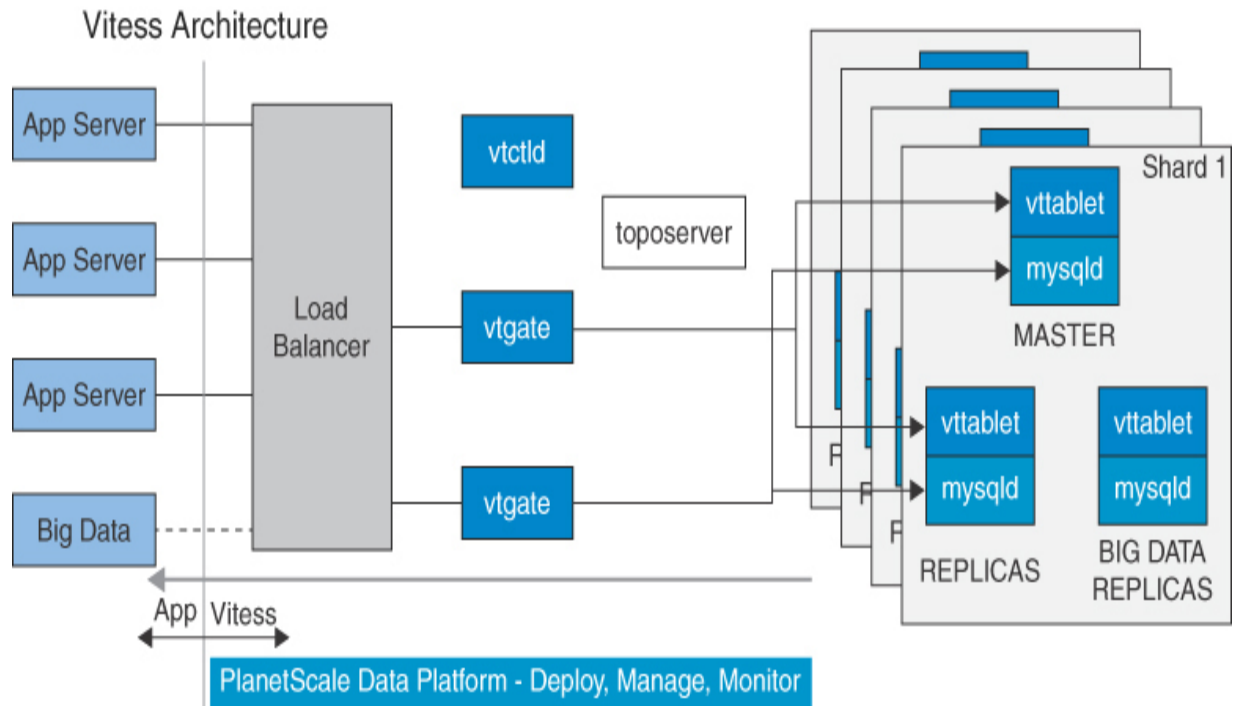 Vitess Architecture
App Server
App Server
App Server
Big Data
Load
Balancer
vtctld
toposerver
vtgate
vtgate
Shard 1
vttablet
mysqld
MASTER
vttablet
mysqld
REPLICAS
vttablet
mysqld
BIG DATA
REPLICAS
F
F
F
App
Vitess
PlanetScale Data Platform - Deploy, Manage, Monitor